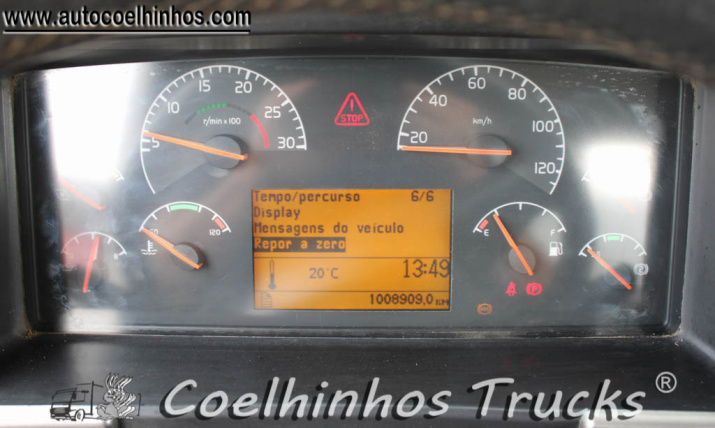 www.autocoelhinhos.com
5 10 15 20 25 30
r/min x 100
STOP
20 40 60 80 100 120 120
km/h
Tempo/percurso 6/6
Display
Mensagens do veículo
Repor a zero
20°C 13:49
1008909,0 km
120
E F
P
P
Coelhinhos Trucks ®